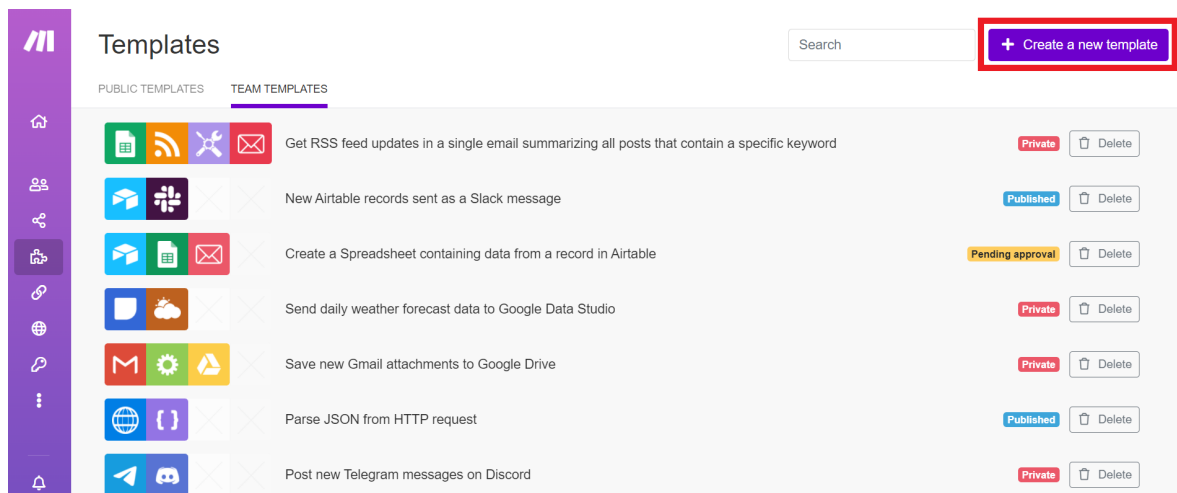 Templates
Search
+ Create a new template
PUBLIC TEMPLATES TEAM TEMPLATES
Get RSS feed updates in a single email summarizing all posts that contain a specific keyword Private Delete
New Airtable records sent as a Slack message Published Delete
Create a Spreadsheet containing data from a record in Airtable Pending approval Delete
Send daily weather forecast data to Google Data Studio Private Delete
Save new Gmail attachments to Google Drive Private Delete
Parse JSON from HTTP request Published Delete
Post new Telegram messages on Discord Private Delete